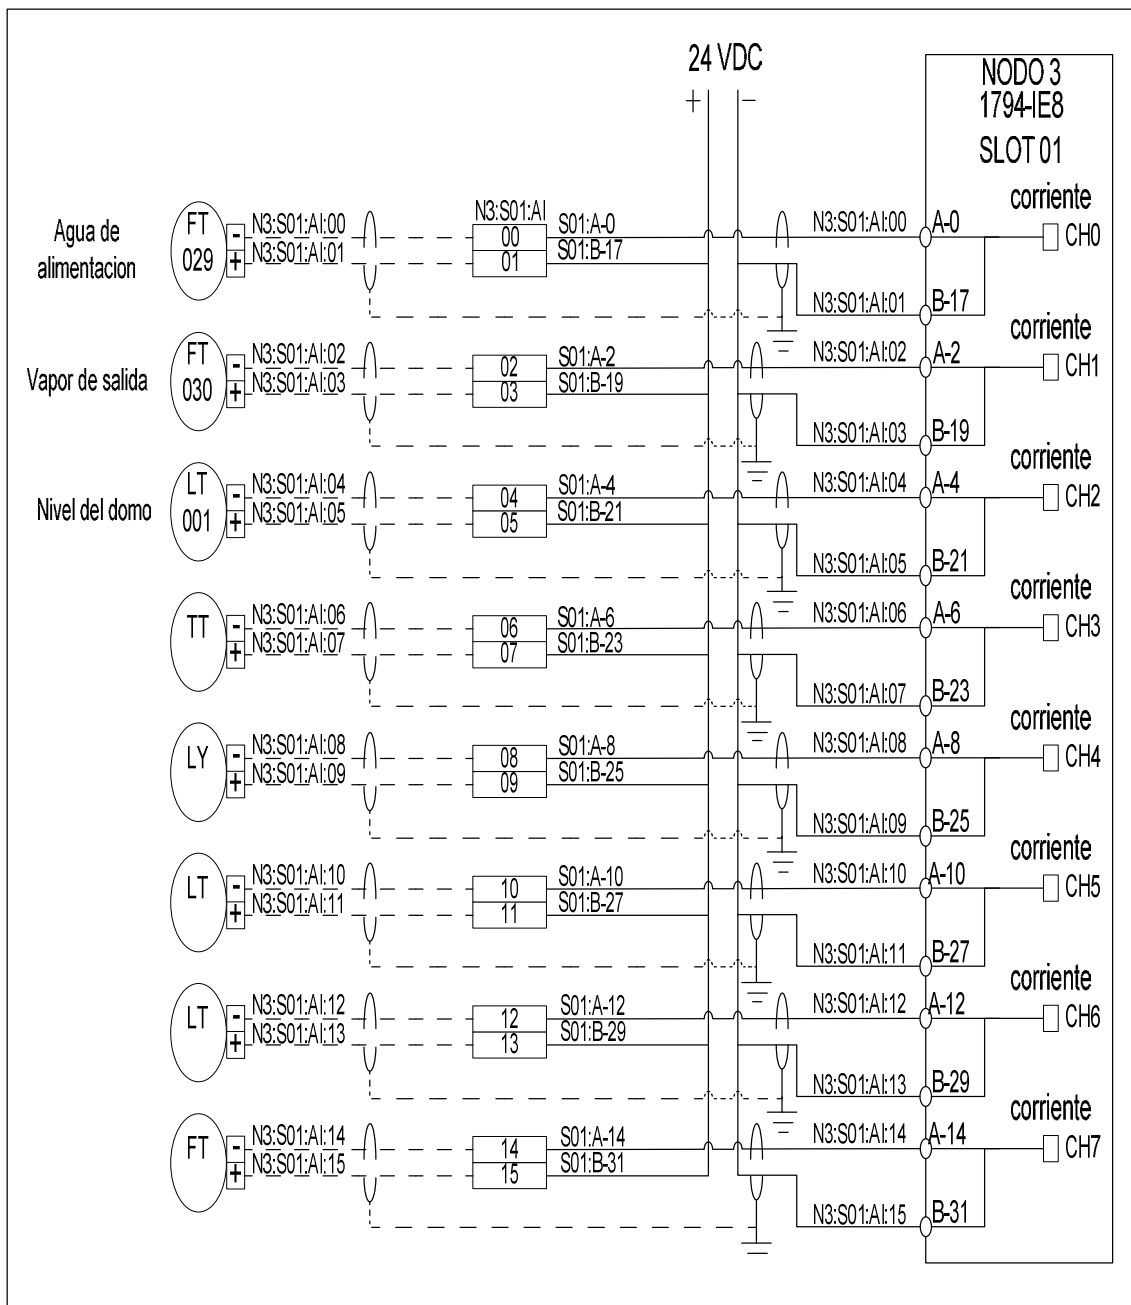 24 VDC
+ -
NODO 3
1794-IE8
SLOT 01
Agua de
alimentacion
FT
029
-
+
N3:S01:AI:00
N3:S01:AI:01
N3:S01:AI
00
01
S01:A-0
S01:B-17
N3:S01:AI:00
N3:S01:AI:01
A-0
B-17
corriente
CH0
Vapor de salida
FT
030
-
+
N3:S01:AI:02
N3:S01:AI:03
02
03
S01:A-2
S01:B-19
N3:S01:AI:02
N3:S01:AI:03
A-2
B-19
corriente
CH1
Nivel del domo
LT
001
-
+
N3:S01:AI:04
N3:S01:AI:05
04
05
S01:A-4
S01:B-21
N3:S01:AI:04
N3:S01:AI:05
A-4
B-21
corriente
CH2
TT
-
+
N3:S01:AI:06
N3:S01:AI:07
06
07
S01:A-6
S01:B-23
N3:S01:AI:06
N3:S01:AI:07
A-6
B-23
corriente
CH3
LY
-
+
N3:S01:AI:08
N3:S01:AI:09
08
09
S01:A-8
S01:B-25
N3:S01:AI:08
N3:S01:AI:09
A-8
B-25
corriente
CH4
LT
-
+
N3:S01:AI:10
N3:S01:AI:11
10
11
S01:A-10
S01:B-27
N3:S01:AI:10
N3:S01:AI:11
A-10
B-27
corriente
CH5
LT
-
+
N3:S01:AI:12
N3:S01:AI:13
12
13
S01:A-12
S01:B-29
N3:S01:AI:12
N3:S01:AI:13
A-12
B-29
corriente
CH6
FT
-
+
N3:S01:AI:14
N3:S01:AI:15
14
15
S01:A-14
S01:B-31
N3:S01:AI:14
N3:S01:AI:15
A-14
B-31
corriente
CH7